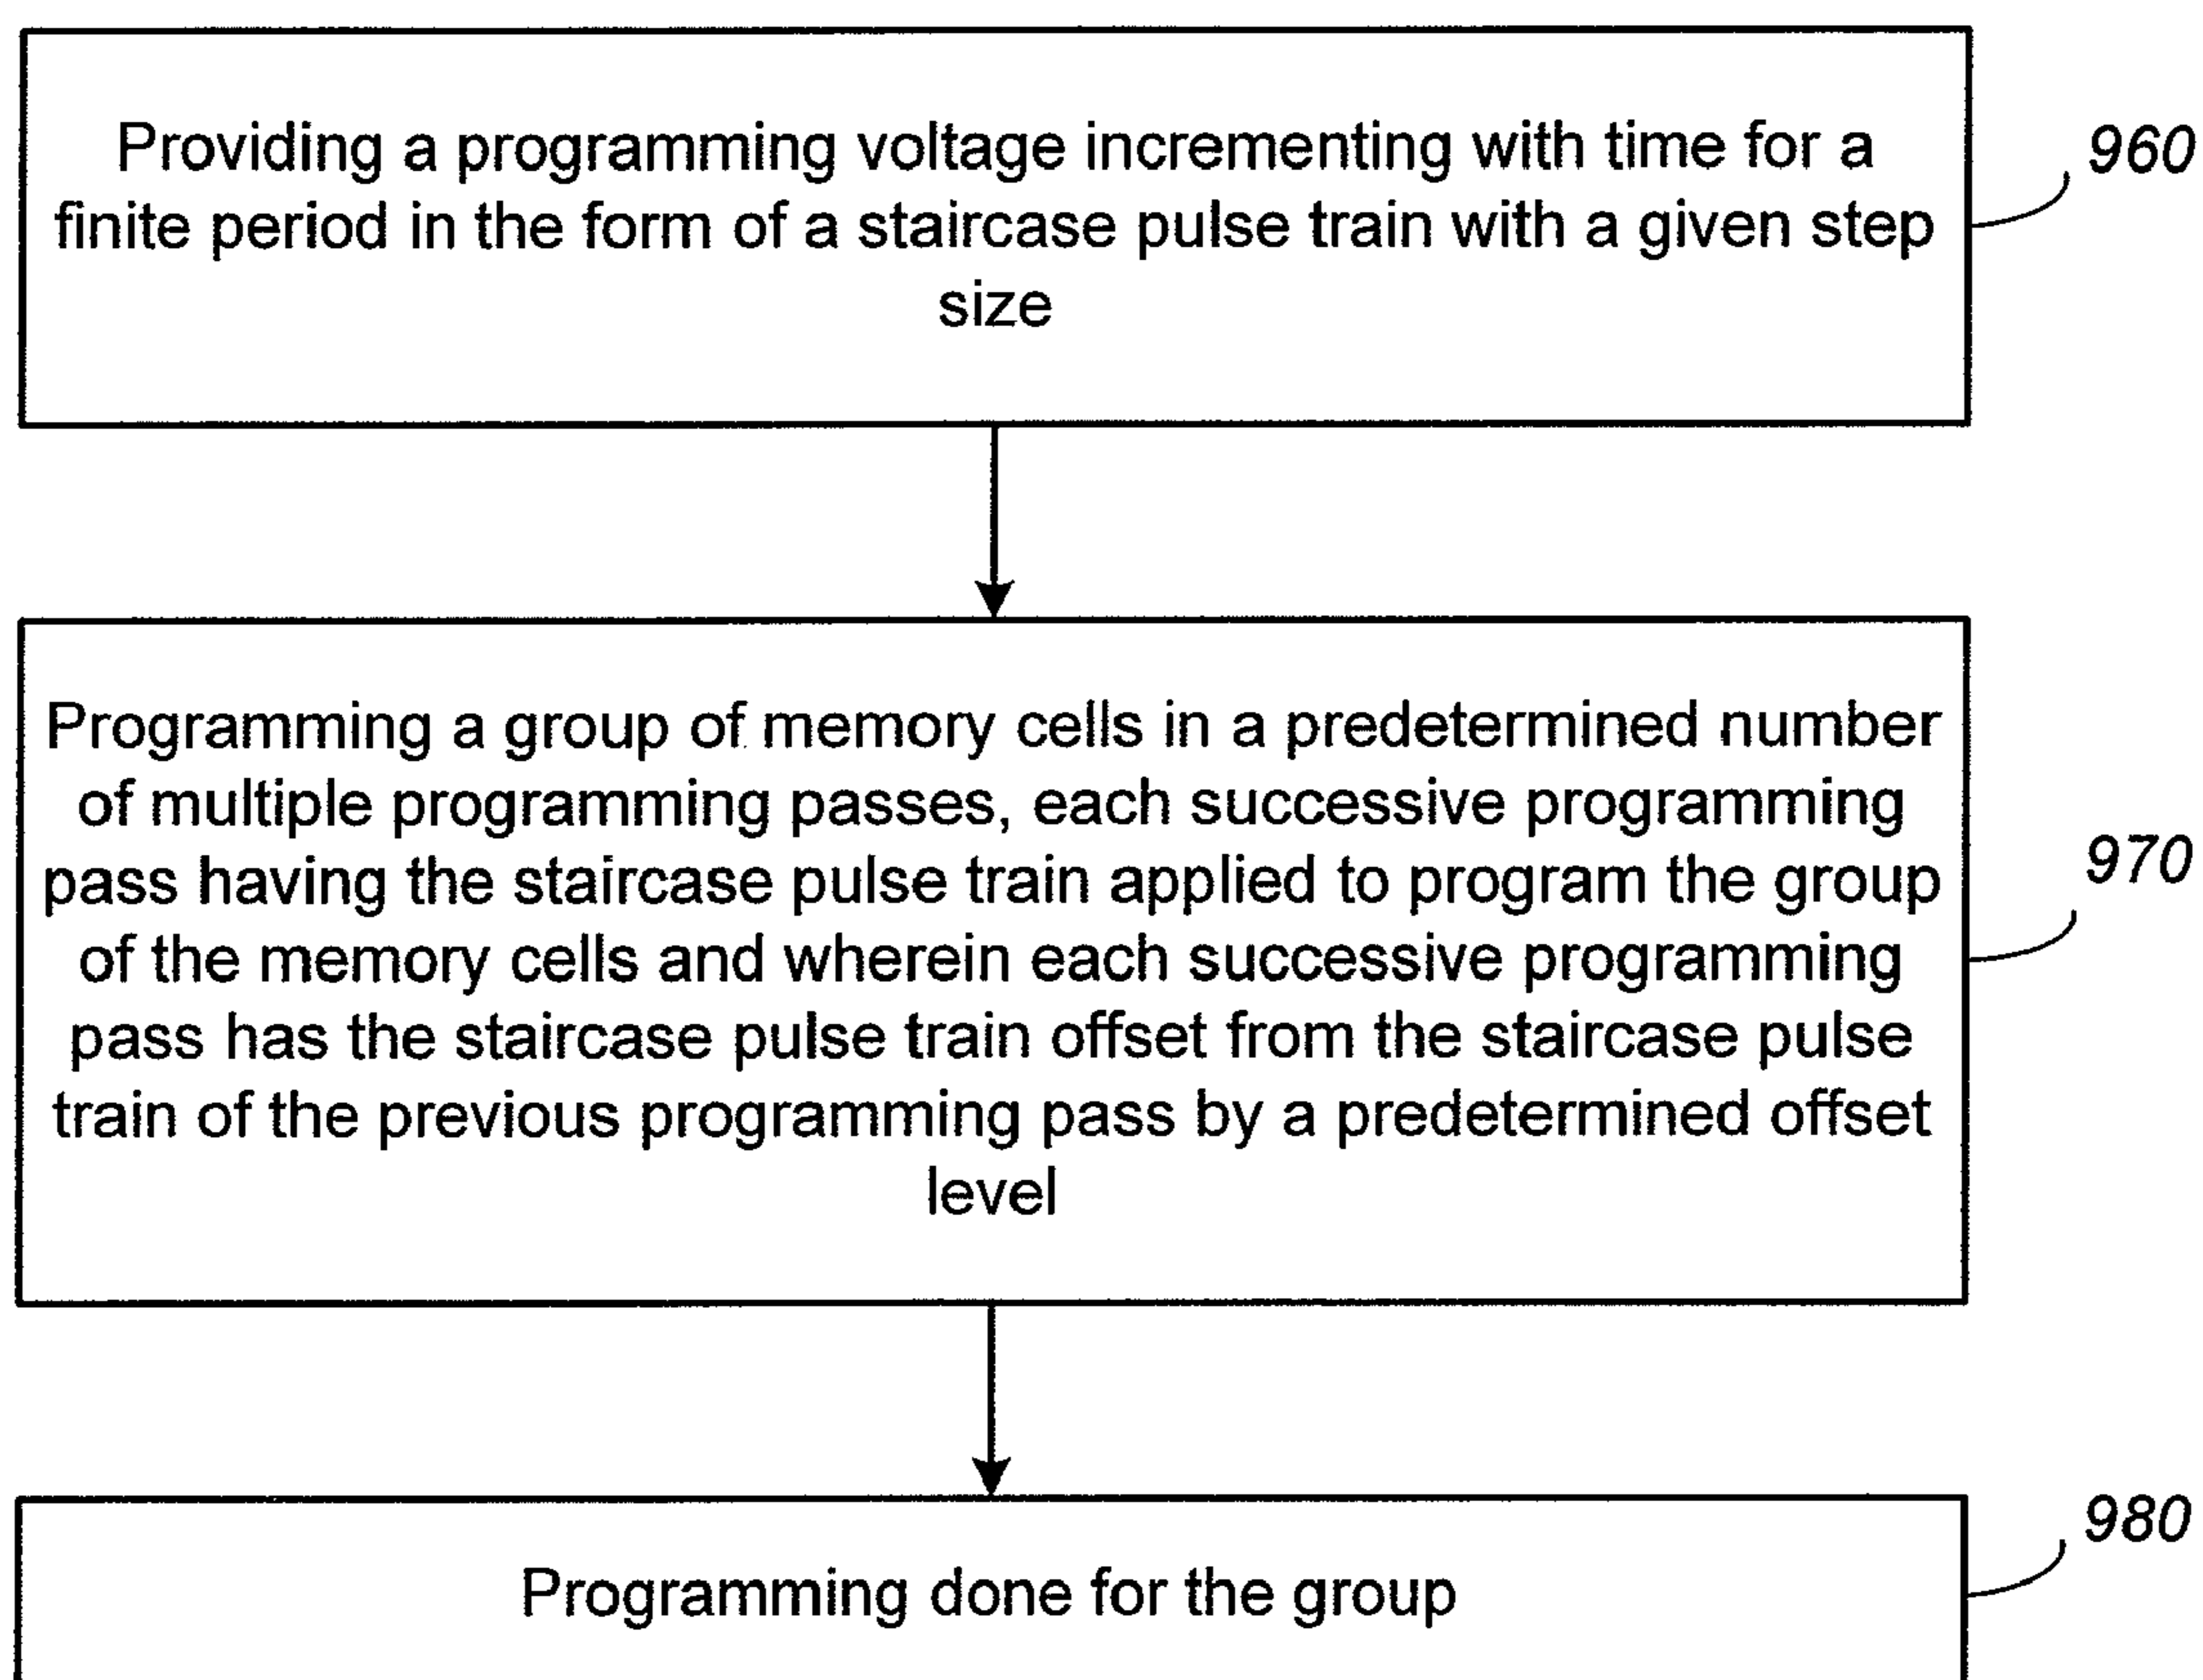 Providing a programming voltage incrementing with time for a
finite period in the form of a staircase pulse train with a given step
size
960
Programming a group of memory cells in a predetermined number
of multiple programming passes, each successive programming
pass having the staircase pulse train applied to program the group
of the memory cells and wherein each successive programming
pass has the staircase pulse train offset from the staircase pulse
train of the previous programming pass by a predetermined offset
level
970
Programming done for the group
980